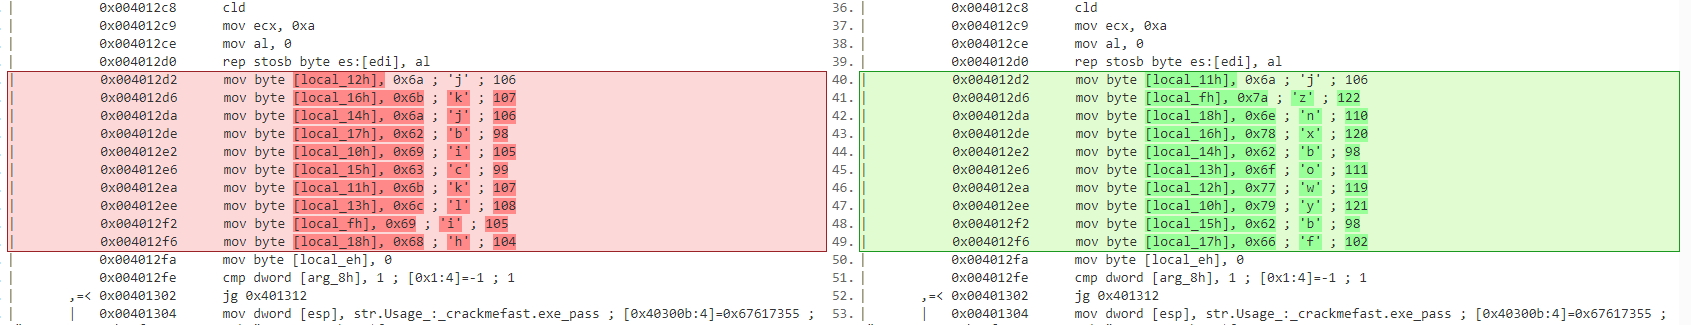 | 0x004012c8 cld 36. | 0x004012c8 cld
| 0x004012c9 mov ecx, 0xa 37. | 0x004012c9 mov ecx, 0xa
| 0x004012ce mov al, 0 38. | 0x004012ce mov al, 0
| 0x004012d0 rep stosb byte es:[edi], al 39. | 0x004012d0 rep stosb byte es:[edi], al
| 0x004012d2 mov byte [local_12h], 0x6a ; 'j' ; 106 40. | 0x004012d2 mov byte [local_11h], 0x6a ; 'j' ; 106
| 0x004012d6 mov byte [local_16h], 0x6b ; 'k' ; 107 41. | 0x004012d6 mov byte [local_fh], 0x7a ; 'z' ; 122
| 0x004012da mov byte [local_14h], 0x6a ; 'j' ; 106 42. | 0x004012da mov byte [local_18h], 0x6e ; 'n' ; 110
| 0x004012de mov byte [local_17h], 0x62 ; 'b' ; 98 43. | 0x004012de mov byte [local_16h], 0x78 ; 'x' ; 120
| 0x004012e2 mov byte [local_10h], 0x69 ; 'i' ; 105 44. | 0x004012e2 mov byte [local_14h], 0x62 ; 'b' ; 98
| 0x004012e6 mov byte [local_15h], 0x63 ; 'c' ; 99 45. | 0x004012e6 mov byte [local_13h], 0x6f ; 'o' ; 111
| 0x004012ea mov byte [local_11h], 0x6b ; 'k' ; 107 46. | 0x004012ea mov byte [local_12h], 0x77 ; 'w' ; 119
| 0x004012ee mov byte [local_13h], 0x6c ; 'l' ; 108 47. | 0x004012ee mov byte [local_10h], 0x79 ; 'y' ; 121
| 0x004012f2 mov byte [local_fh], 0x69 ; 'i' ; 105 48. | 0x004012f2 mov byte [local_15h], 0x62 ; 'b' ; 98
| 0x004012f6 mov byte [local_18h], 0x68 ; 'h' ; 104 49. | 0x004012f6 mov byte [local_17h], 0x66 ; 'f' ; 102
| 0x004012fa mov byte [local_eh], 0 50. | 0x004012fa mov byte [local_eh], 0
| 0x004012fe cmp dword [arg_8h], 1 ; [0x1:4]=-1 ; 1 51. | 0x004012fe cmp dword [arg_8h], 1 ; [0x1:4]=-1 ; 1
| ,=< 0x00401302 jg 0x401312 52. | ,=< 0x00401302 jg 0x401312
| | 0x00401304 mov dword [esp], str.Usage_:_crackmefast.exe_pass ; [0x40300b:4]=0x67617355 ; 53. | | 0x00401304 mov dword [esp], str.Usage_:_crackmefast.exe_pass ; [0x40300b:4]=0x67617355 ;